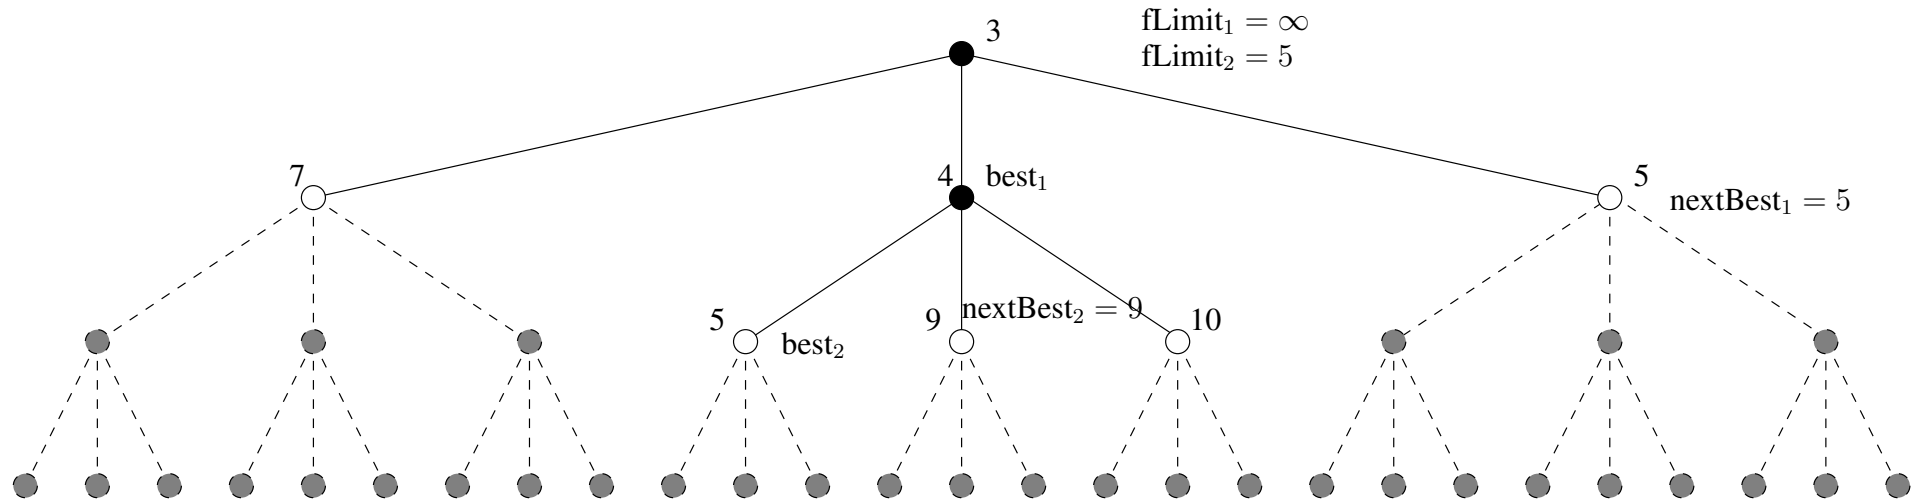 3
fLimit₁ = ∞
fLimit₂ = 5
7
4
best₁
5
nextBest₁ = 5
5
best₂
9
nextBest₂ = 9
10